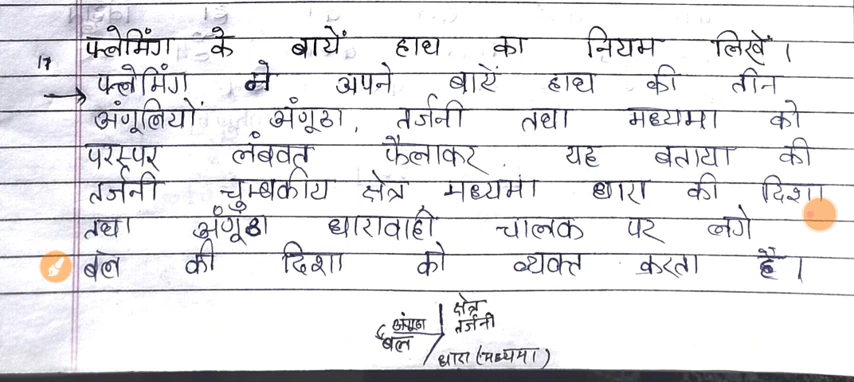 17 फ्लेमिंग के बायें हाथ का नियम लिखें।
→ फ्लेमिंग ने अपने बायें हाथ की तीन
अंगूलियों अंगूठा, तर्जनी तथा मध्यमा को
परस्पर लंबवत फैलाकर यह बताया की
तर्जनी चुम्बकीय क्षेत्र मध्यमा धारा की दिशा
तथा अंगूठा धारावाही चालक पर लगे
बल की दिशा को व्यक्त करता है।
अंगूठा क्षेत्र
बल तर्जनी
धारा (मध्यमा)